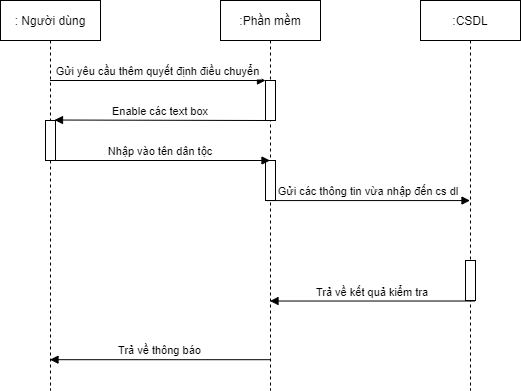 : Người dùng
:Phần mềm
:CSDL
Gửi yêu cầu thêm quyết định điều chuyển
Enable các text box
Nhập vào tên dân tộc
Gửi các thông tin vừa nhập đến cs dl
Trả về kết quả kiểm tra
Trả về thông báo